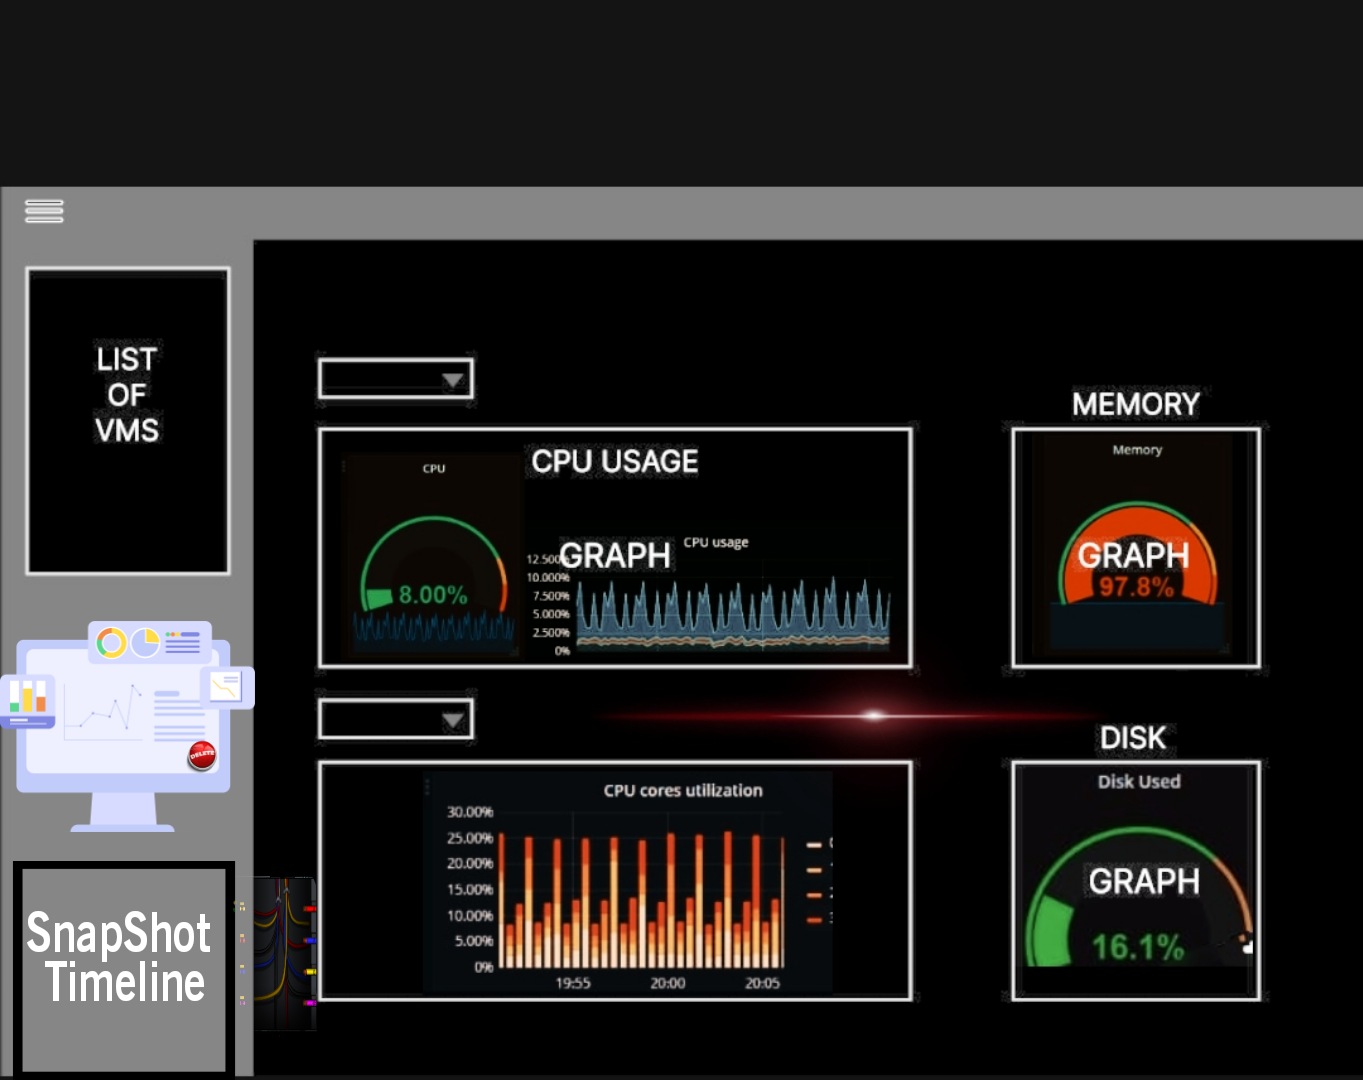 LIST
OF
VMS
DELETE
SnapShot
Timeline
CPU USAGE
CPU
GRAPH
CPU usage
12.500%
10.000%
7.500%
5.000%
2.500%
0%
8.00%
MEMORY
Memory
GRAPH
97.8%
CPU cores utilization
30.00%
25.00%
20.00%
15.00%
10.00%
5.00%
0%
19:55
20:00
20:05
DISK
Disk Used
GRAPH
16.1%